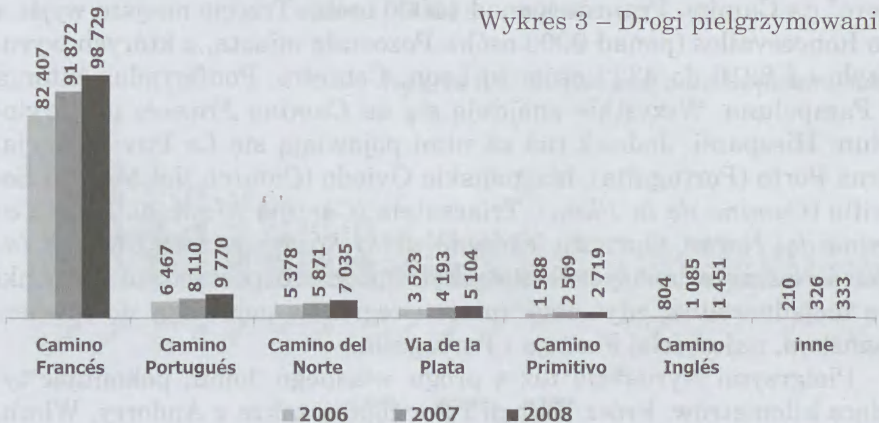 Wykres 3 – Drogi pielgrzymowani
82 407 91 772 98 729
6 467 8 110 9 770
5 378 5 871 7 035
3 523 4 193 5 104
1 588 2 569 1 719
804 1 085 1 451
210 326 333
Camino Francés
Camino Portugués
Camino del Norte
Via de la Plata
Camino Primitivo
Camino Inglés
inne
2006 2007 2008